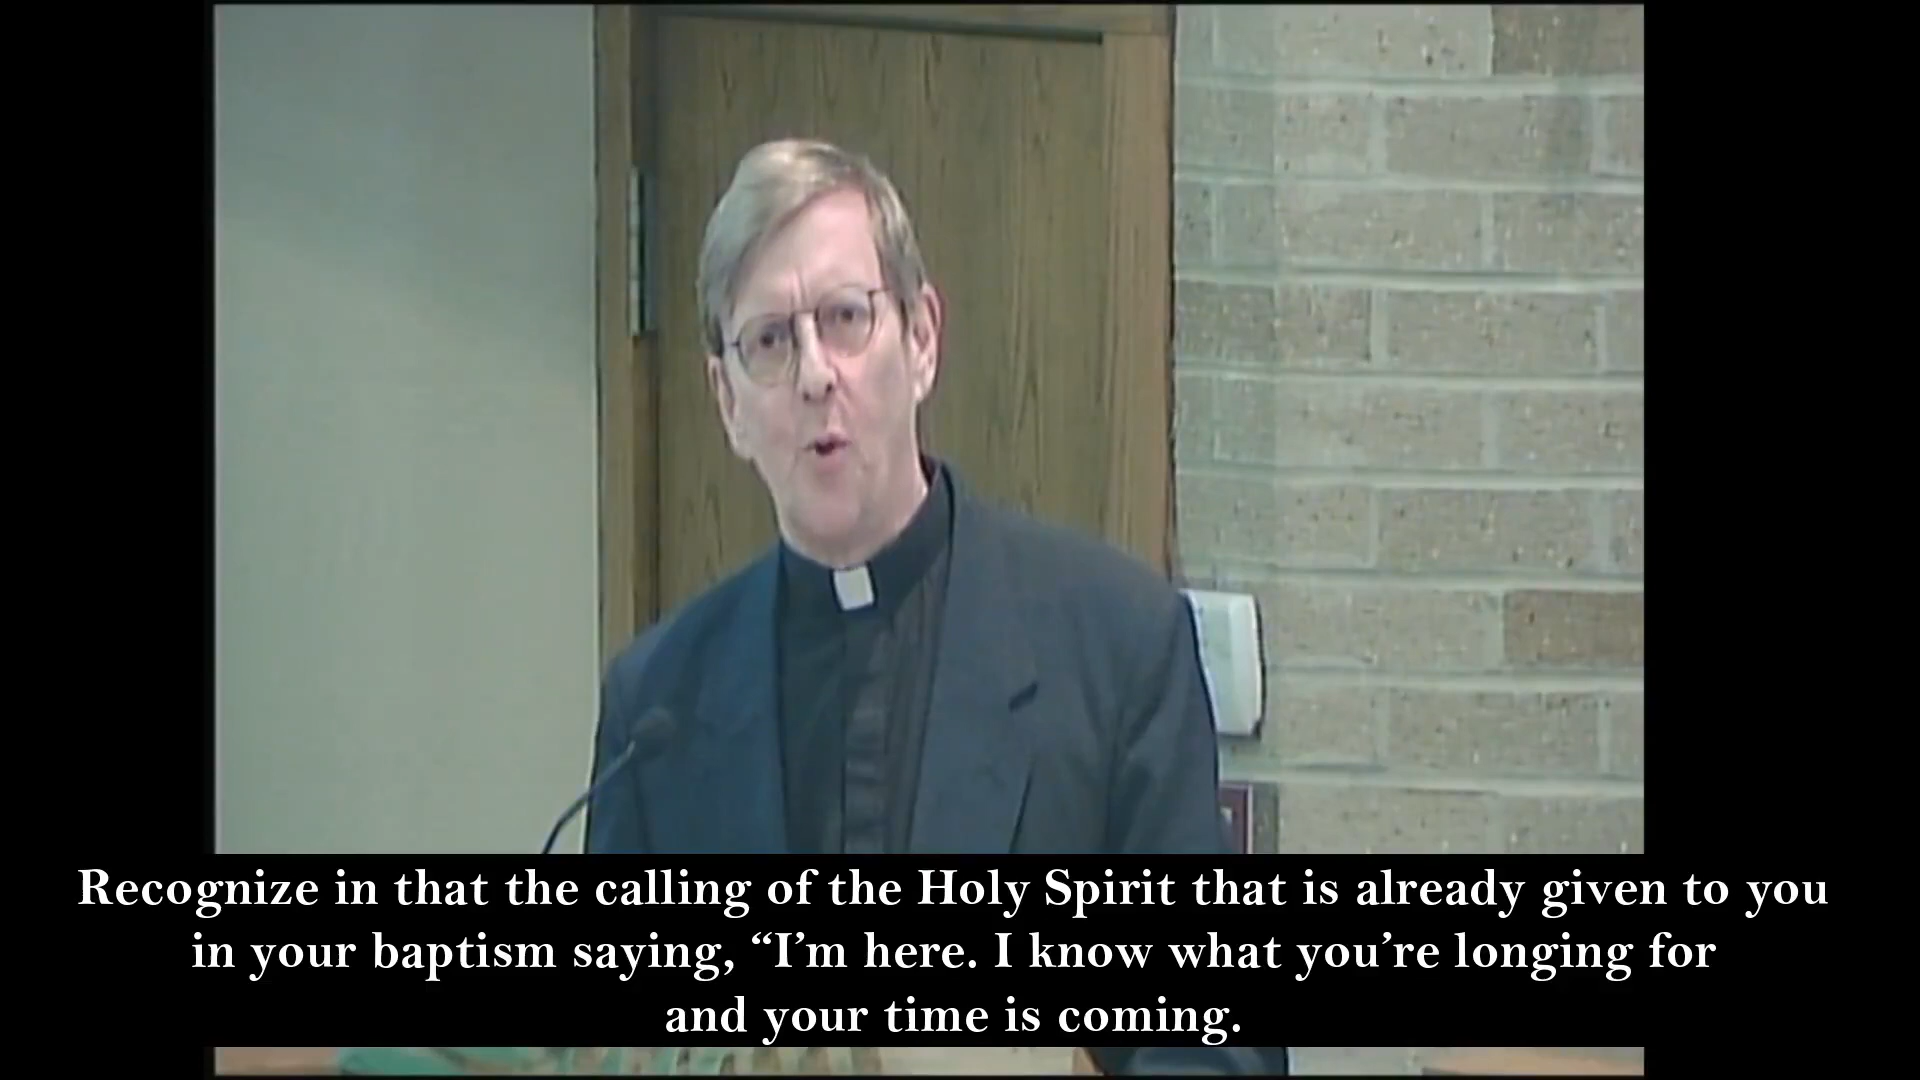 Recognize in that the calling of the Holy Spirit that is already given to you
in your baptism saying, “I’m here. I know what you’re longing for
and your time is coming.